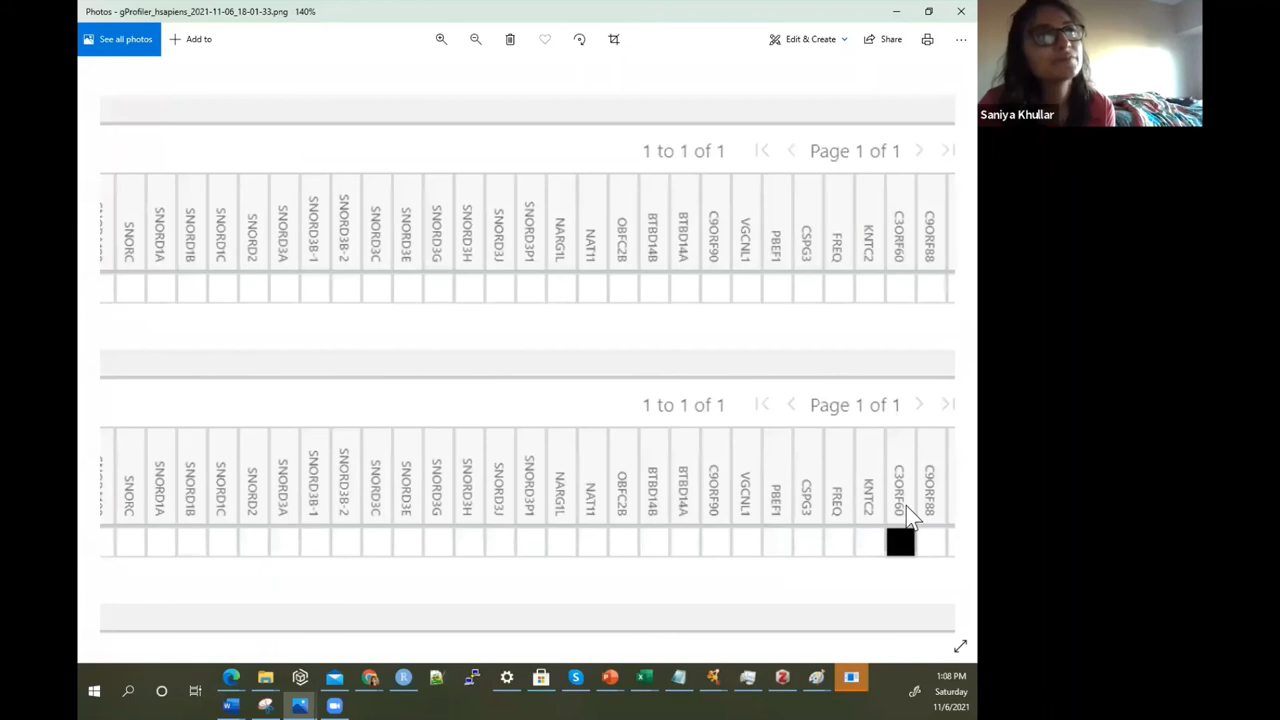 Photos - gProfiler_hsapiens_2021-11-06_18-01-33.png 140%
See all photos
Add to
Edit & Create
Share
Saniya Khullar
1 to 1 of 1
Page 1 of 1
SNORC
SNORD1A
SNORD1B
SNORD1C
SNORD2
SNORD3A
SNORD3B-1
SNORD3B-2
SNORD3C
SNORD3E
SNORD3G
SNORD3H
SNORD3J
SNORD3P1
NARG1L
NAT11
OBFC2B
BTBD14B
BTBD14A
C9ORF90
VGCNL1
PBEF1
CSPG3
FREQ
KNTC2
C3ORF60
C9ORF88
1 to 1 of 1
Page 1 of 1
SNORC
SNORD1A
SNORD1B
SNORD1C
SNORD2
SNORD3A
SNORD3B-1
SNORD3B-2
SNORD3C
SNORD3E
SNORD3G
SNORD3H
SNORD3J
SNORD3P1
NARG1L
NAT11
OBFC2B
BTBD14B
BTBD14A
C9ORF90
VGCNL1
PBEF1
CSPG3
FREQ
KNTC2
C3ORF60
C9ORF88
1:08 PM
Saturday
11/6/2021